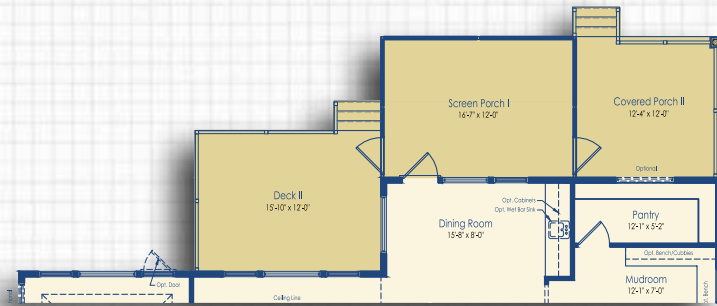 Screen Porch I
16'-7" x 12'-0"
Covered Porch II
12'-4" x 12'-0"
Optional
Deck II
15'-10" x 12'-0"
Opt. Cabinets
Opt. Wet Bar Sink
Dining Room
15'-8" x 8'-0"
Pantry
12'-1" x 5'-2"
Opt. Bench/Cubbies
Mudroom
12'-1" x 7'-0"
Opt. Door
Ceiling Line